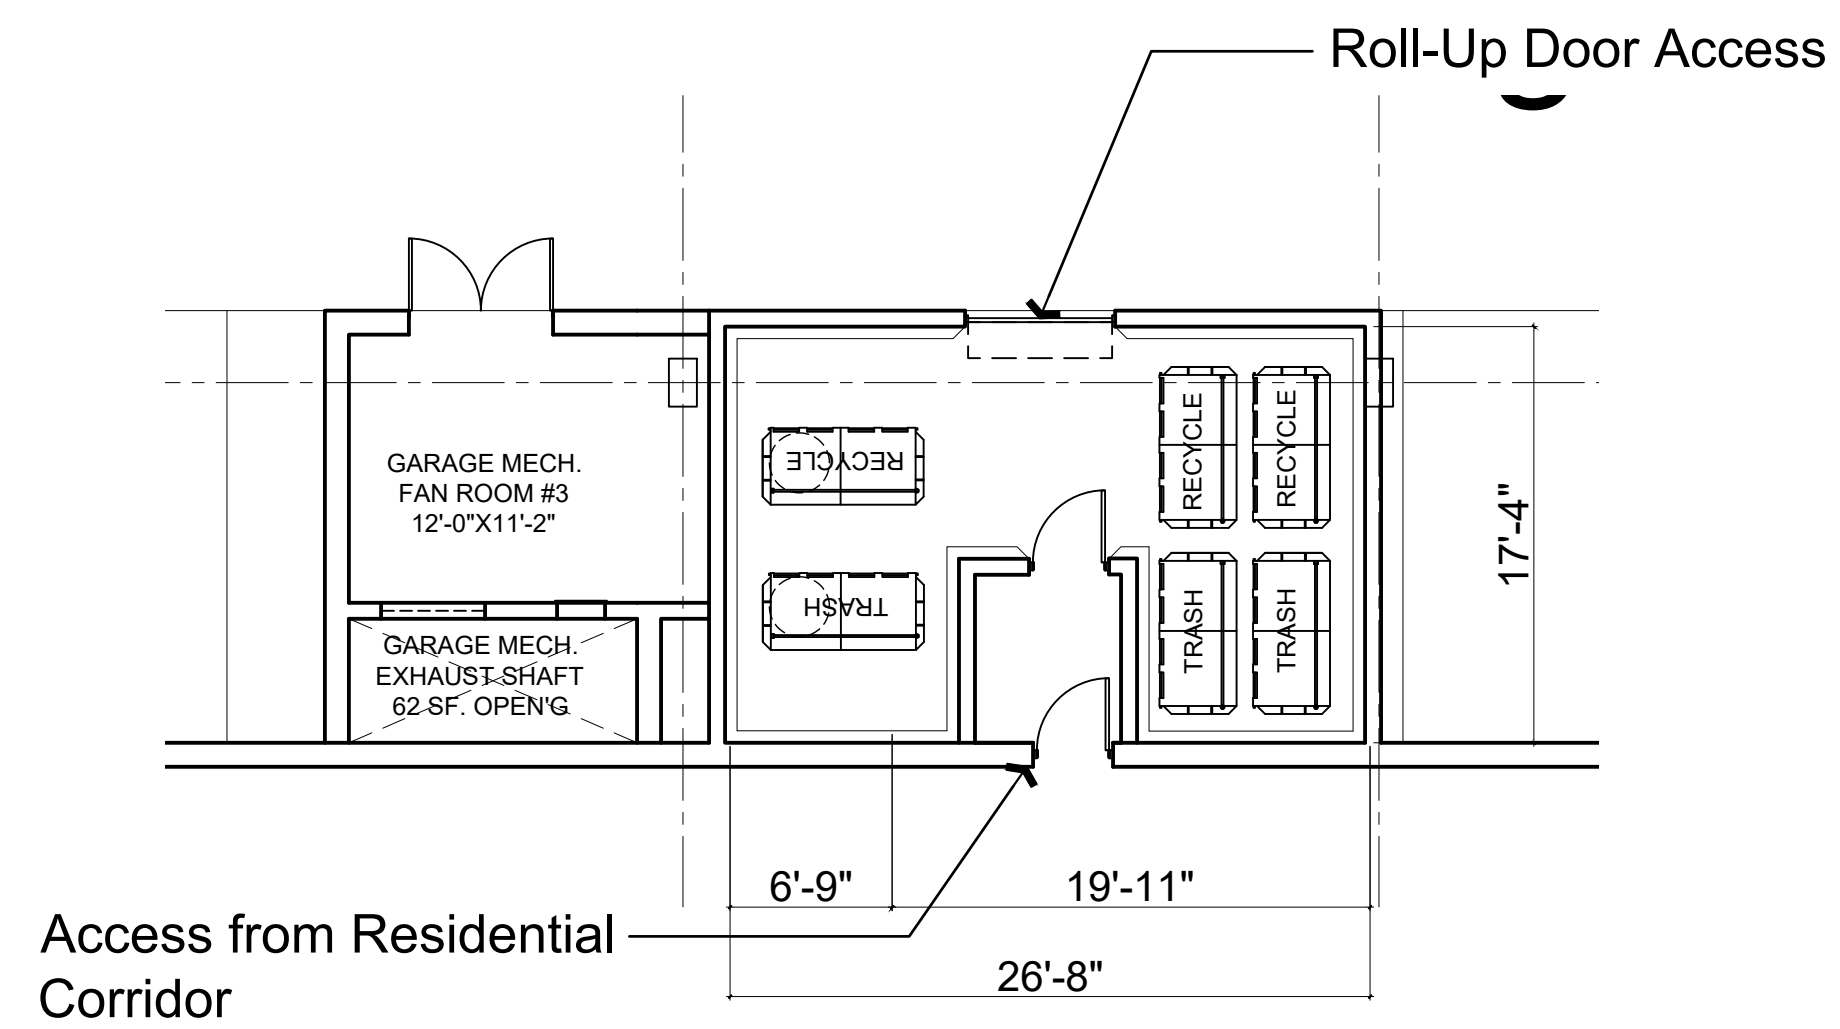 Roll-Up Door Access
GARAGE MECH.
FAN ROOM #3
12'-0"X11'-2"
GARAGE MECH.
EXHAUST SHAFT
62 SF. OPEN'G
RECYCLE
TRASH
RECYCLE
RECYCLE
TRASH
TRASH
17'-4"
6'-9"
19'-11"
26'-8"
Access from Residential
Corridor